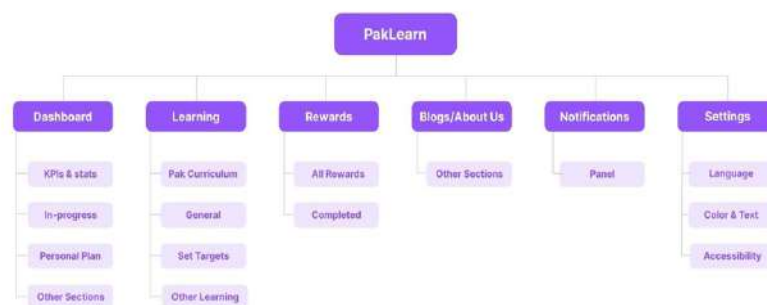 PakLearn
Dashboard
Learning
Rewards
Blogs/About Us
Notifications
Settings
KPIs & stats
Pak Curriculum
All Rewards
Other Sections
Panel
Language
In-progress
General
Completed
Color & Text
Personal Plan
Set Targets
Accessibility
Other Sections
Other Learning